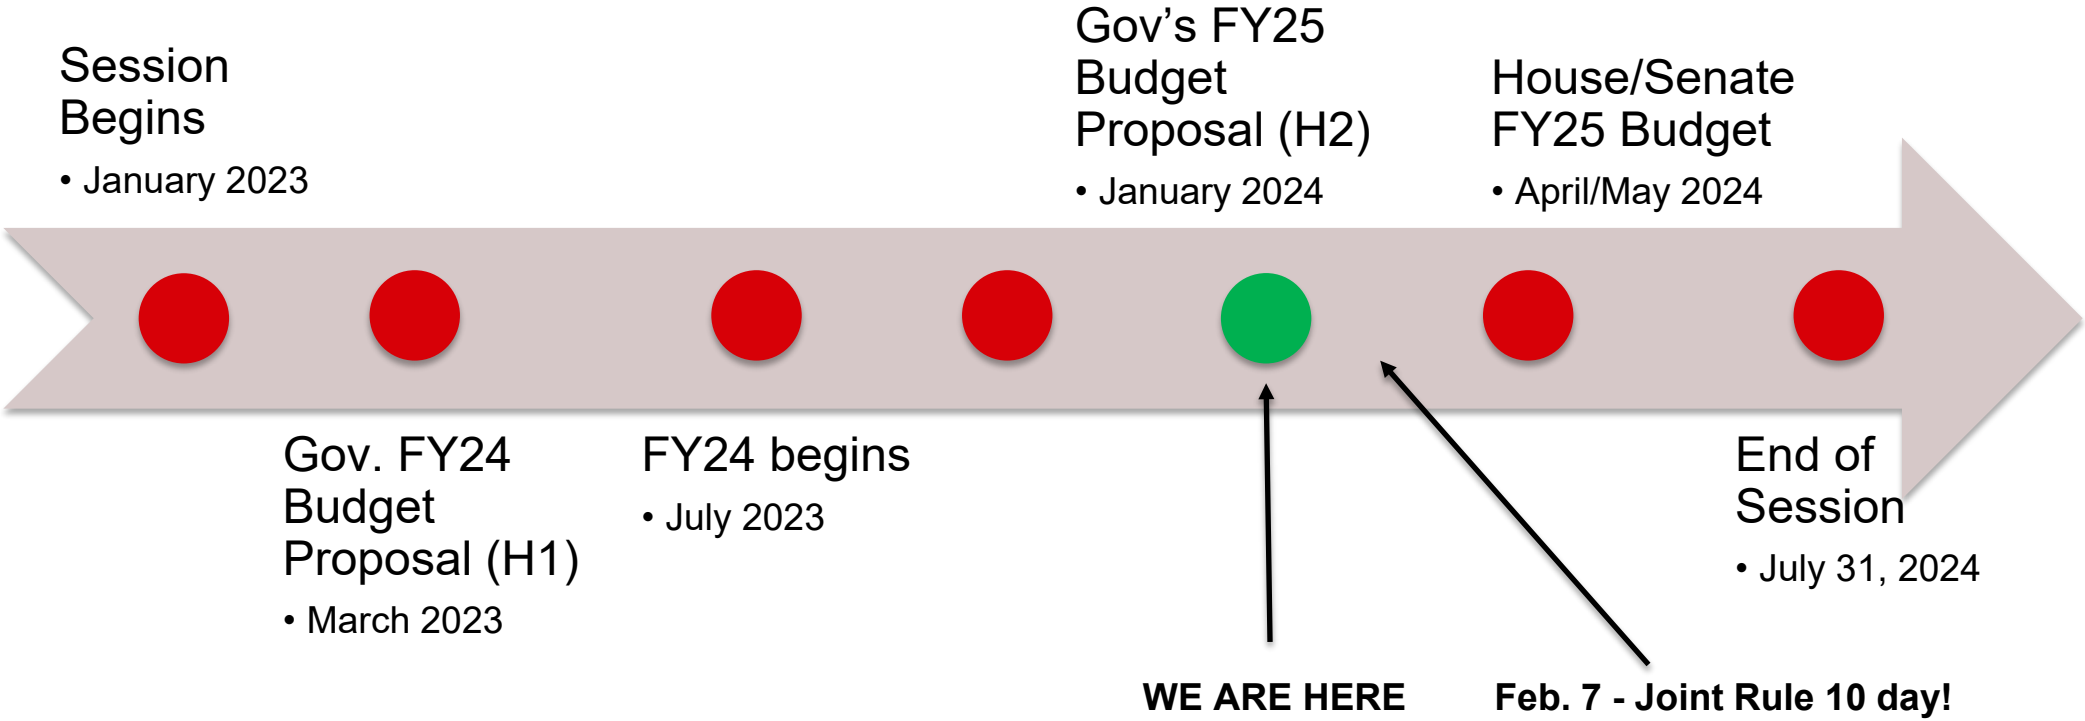 Session
Begins
• January 2023
Gov. FY24
Budget
Proposal (H1)
• March 2023
FY24 begins
• July 2023
Gov’s FY25
Budget
Proposal (H2)
• January 2024
WE ARE HERE
Feb. 7 - Joint Rule 10 day!
House/Senate
FY25 Budget
• April/May 2024
End of
Session
• July 31, 2024